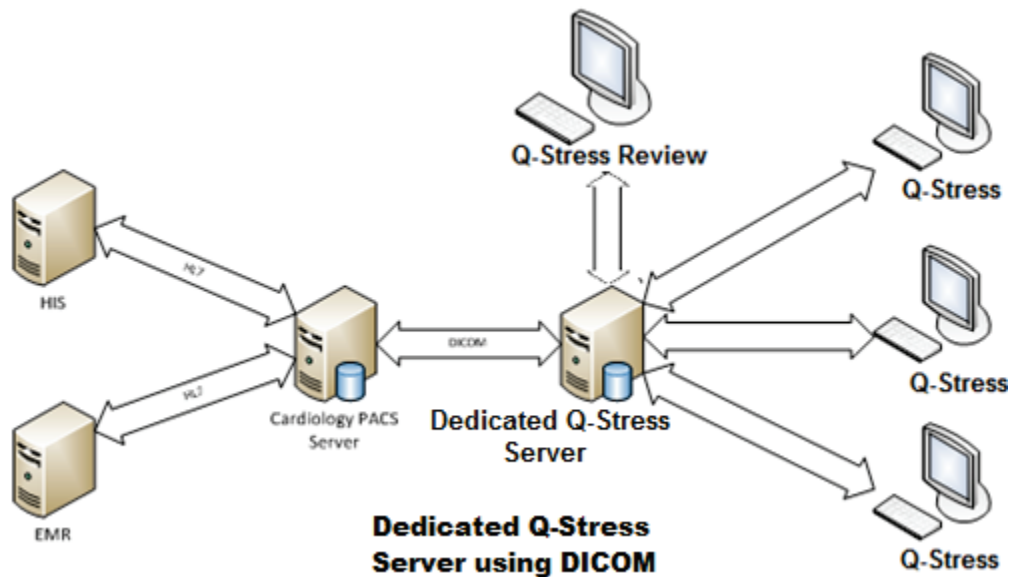 Q-Stress Review
Q-Stress
HL7
HIS
DICOM
Q-Stress
HL7
Cardiology PACS
Server
Dedicated Q-Stress
Server
EMR
Dedicated Q-Stress
Server using DICOM
Q-Stress